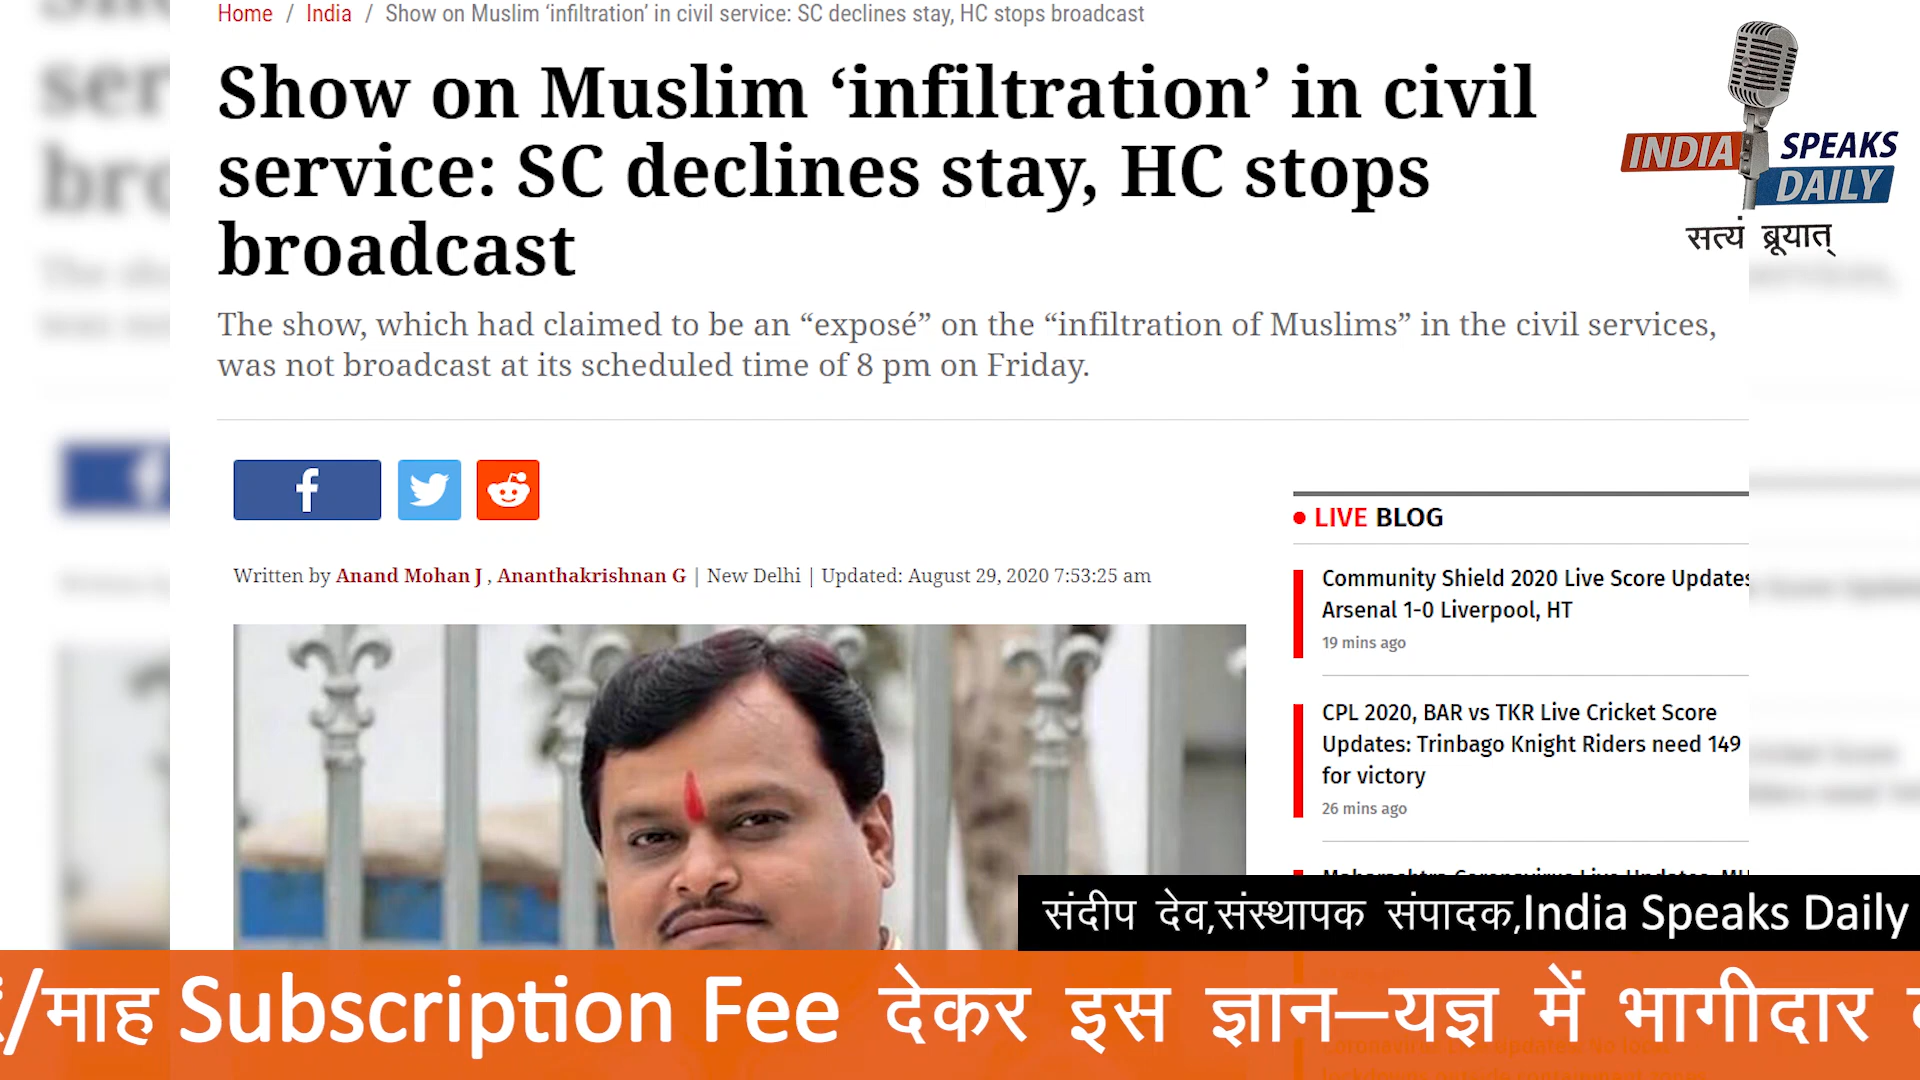 Home / India / Show on Muslim ‘infiltration’ in civil service: SC declines stay, HC stops broadcast
Show on Muslim ‘infiltration’ in civil
service: SC declines stay, HC stops
broadcast
The show, which had claimed to be an “exposé” on the “infiltration of Muslims” in the civil services,
was not broadcast at its scheduled time of 8 pm on Friday.
INDIA SPEAKS
DAILY
सत्यं ब्रूयात्
Written by Anand Mohan J , Ananthakrishnan G | New Delhi | Updated: August 29, 2020 7:53:25 am
LIVE BLOG
Community Shield 2020 Live Score Updates
Arsenal 1-0 Liverpool, HT
19 mins ago
CPL 2020, BAR vs TKR Live Cricket Score
Updates: Trinbago Knight Riders need 149
for victory
26 mins ago
संदीप देव,संस्थापक संपादक,India Speaks Daily
/माह Subscription Fee देकर इस ज्ञान–यज्ञ में भागीदार